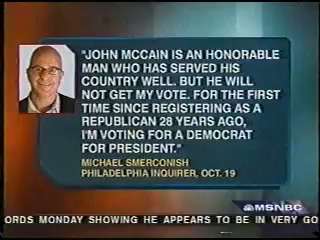 "JOHN MCCAIN IS AN HONORABLE
MAN WHO HAS SERVED HIS
COUNTRY WELL. BUT HE WILL
NOT GET MY VOTE. FOR THE FIRST
TIME SINCE REGISTERING AS A
REPUBLICAN 28 YEARS AGO,
I'M VOTING FOR A DEMOCRAT
FOR PRESIDENT."
MICHAEL SMERCONISH
PHILADELPHIA INQUIRER, OCT. 19
MSNBC
ORDS MONDAY SHOWING HE APPEARS TO BE IN VERY GO